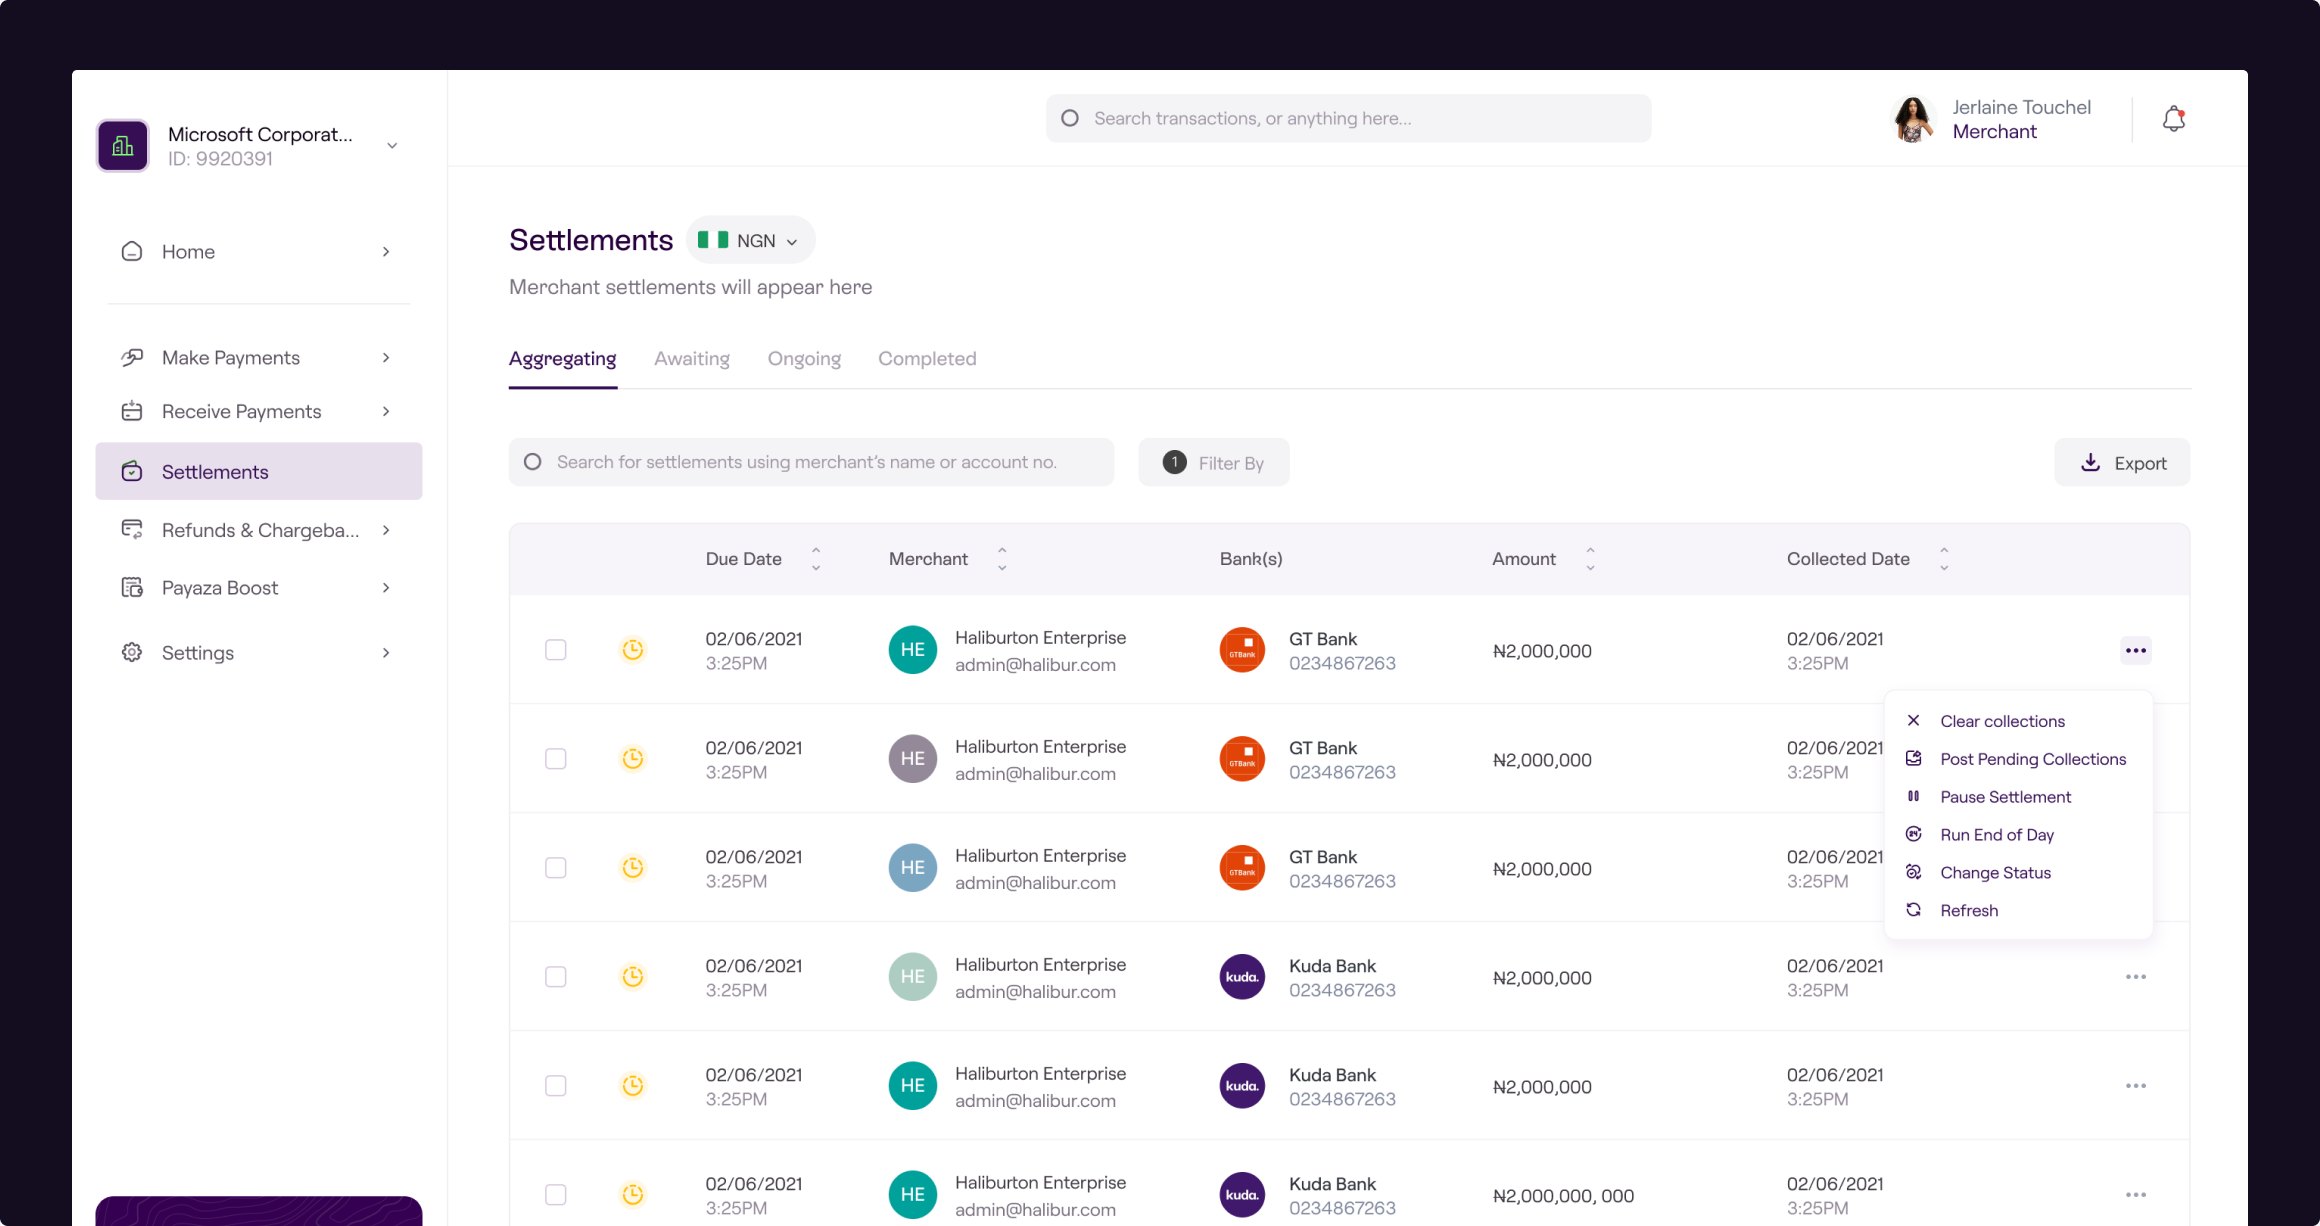 Microsoft Corporat...
ID: 9920391
Search transactions, or anything here...
Jerlaine Touchel
Merchant
Home
Make Payments
Receive Payments
Settlements
Refunds & Chargeba...
Payaza Boost
Settings
Settlements
NGN
Merchant settlements will appear here
Aggregating Awaiting Ongoing Completed
Search for settlements using merchant's name or account no.
1 Filter By
Export
Due Date Merchant Bank(s) Amount Collected Date
02/06/2021 Haliburton Enterprise GT Bank 02/06/2021
HE GTBank ₦2,000,000
3:25PM admin@halibur.com 0234867263 3:25PM
02/06/2021 Haliburton Enterprise GT Bank 02/06/2021
HE GTBank ₦2,000,000
3:25PM admin@halibur.com 0234867263 3:25PM
02/06/2021 Haliburton Enterprise GT Bank 02/06/2021
HE GTBank ₦2,000,000
3:25PM admin@halibur.com 0234867263 3:25PM
02/06/2021 Haliburton Enterprise Kuda Bank 02/06/2021
HE kuda. ₦2,000,000
3:25PM admin@halibur.com 0234867263 3:25PM
02/06/2021 Haliburton Enterprise Kuda Bank 02/06/2021
HE kuda. ₦2,000,000
3:25PM admin@halibur.com 0234867263 3:25PM
02/06/2021 Haliburton Enterprise Kuda Bank 02/06/2021
HE kuda. ₦2,000,000, 000
3:25PM admin@halibur.com 0234867263 3:25PM
Clear collections
Post Pending Collections
Pause Settlement
Run End of Day
Change Status
Refresh